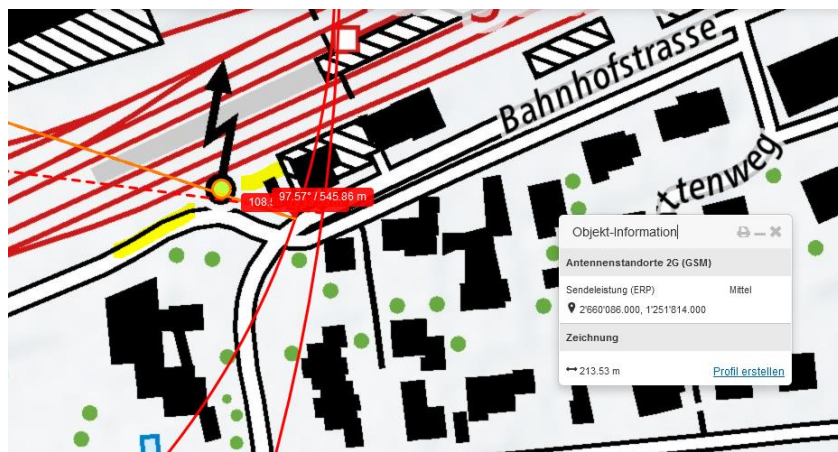 Bahnhofstrasse
ttenweg
108.5
97.57° / 545.86 m
Objekt-Information
Antennenstandorte 2G (GSM)
Sendeleistung (ERP) Mittel
2'660'086.000, 1'251'814.000
Zeichnung
213.53 m Profil erstellen